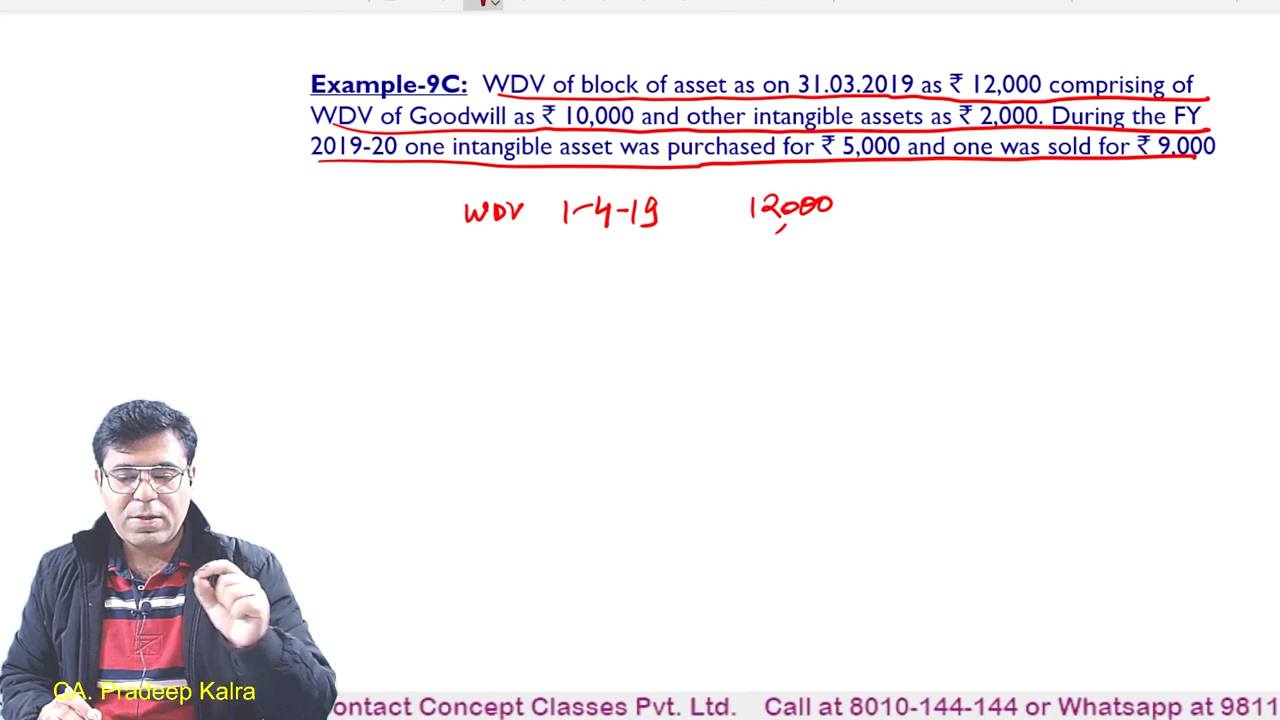 Example-9C: WDV of block of asset as on 31.03.2019 as ₹ 12,000 comprising of
WDV of Goodwill as ₹ 10,000 and other intangible assets as ₹ 2,000. During the FY
2019-20 one intangible asset was purchased for ₹ 5,000 and one was sold for ₹ 9,000
WDV 1-4-19 12,000
CA. Pradeep Kalra
ontact Concept Classes Pvt. Ltd. Call at 8010-144-144 or Whatsapp at 9811